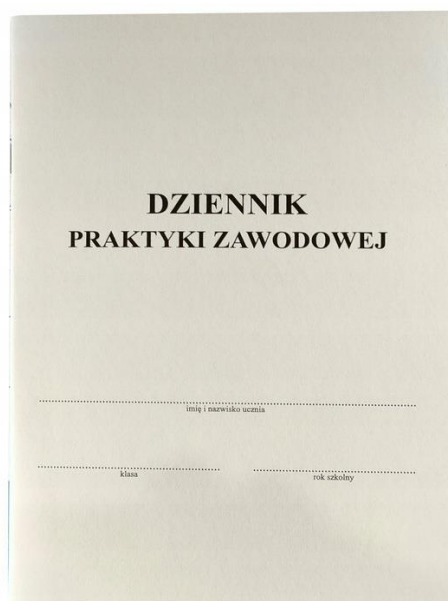 DZIENNIK
PRAKTYKI ZAWODOWEJ
imię i nazwisko ucznia
klasa rok szkolny